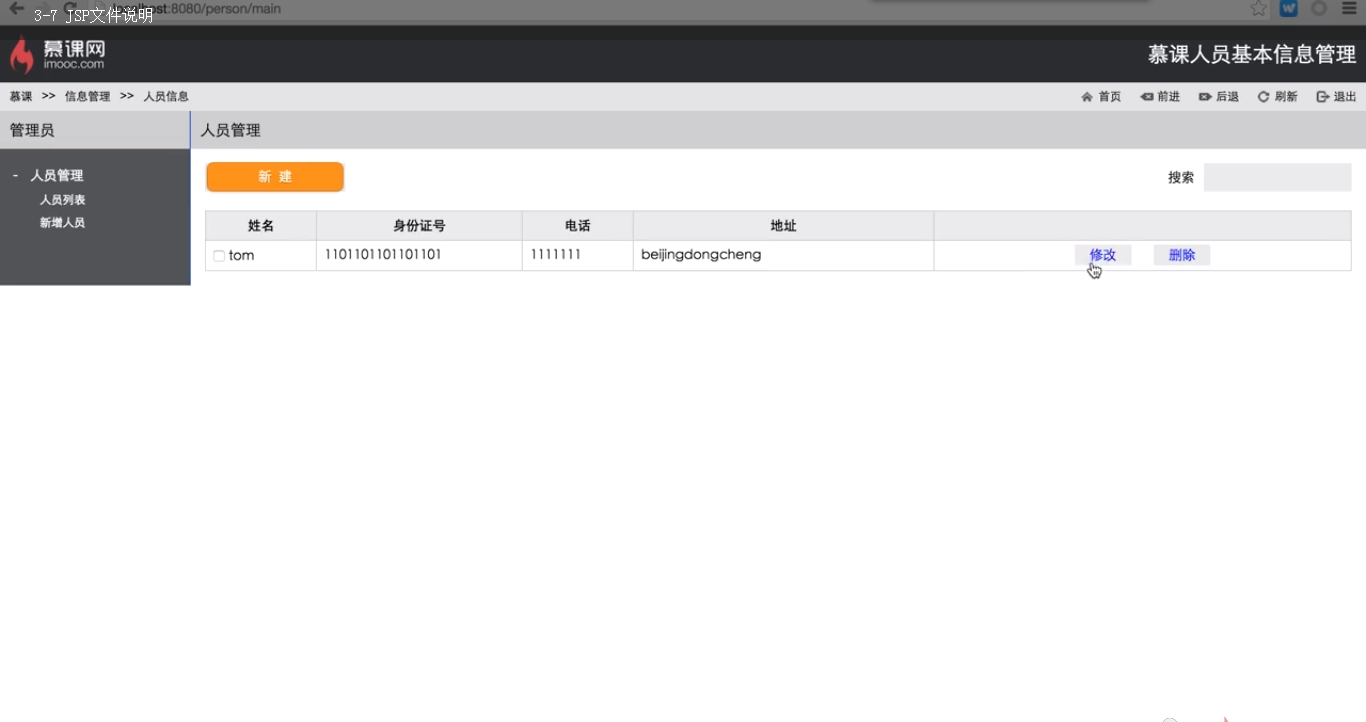 3-7 JSP文件说明
localhost:8080/person/main
慕课网
imooc.com
慕课人员基本信息管理
慕课 >> 信息管理 >> 人员信息
首页 前进 后退 刷新 退出
管理员
人员管理
- 人员管理
人员列表
新增人员
新 建
搜索
姓名 身份证号 电话 地址
tom 1101101101101101 1111111 beijingdongcheng 修改 删除